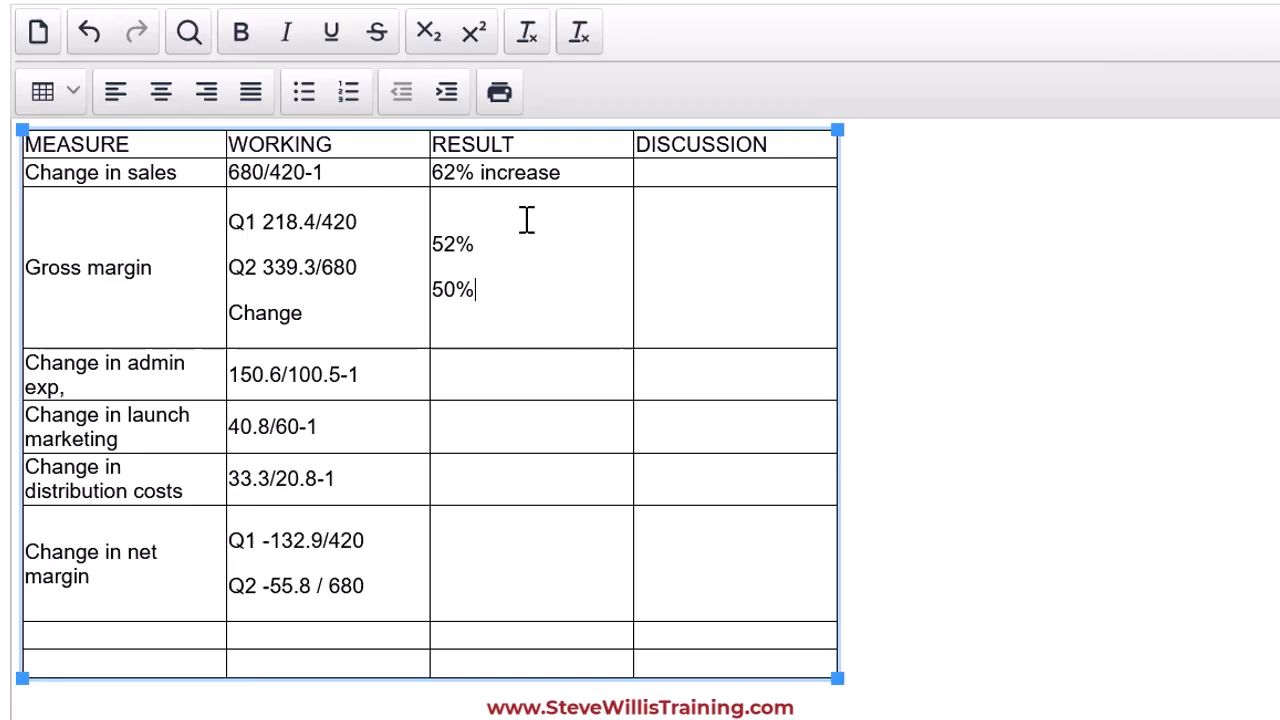 MEASURE WORKING RESULT DISCUSSION
Change in sales 680/420-1 62% increase
Gross margin
Q1 218.4/420
Q2 339.3/680
Change
52%
50%
Change in admin
exp,
150.6/100.5-1
Change in launch
marketing
40.8/60-1
Change in
distribution costs
33.3/20.8-1
Change in net
margin
Q1 -132.9/420
Q2 -55.8 / 680
www.SteveWillisTraining.com